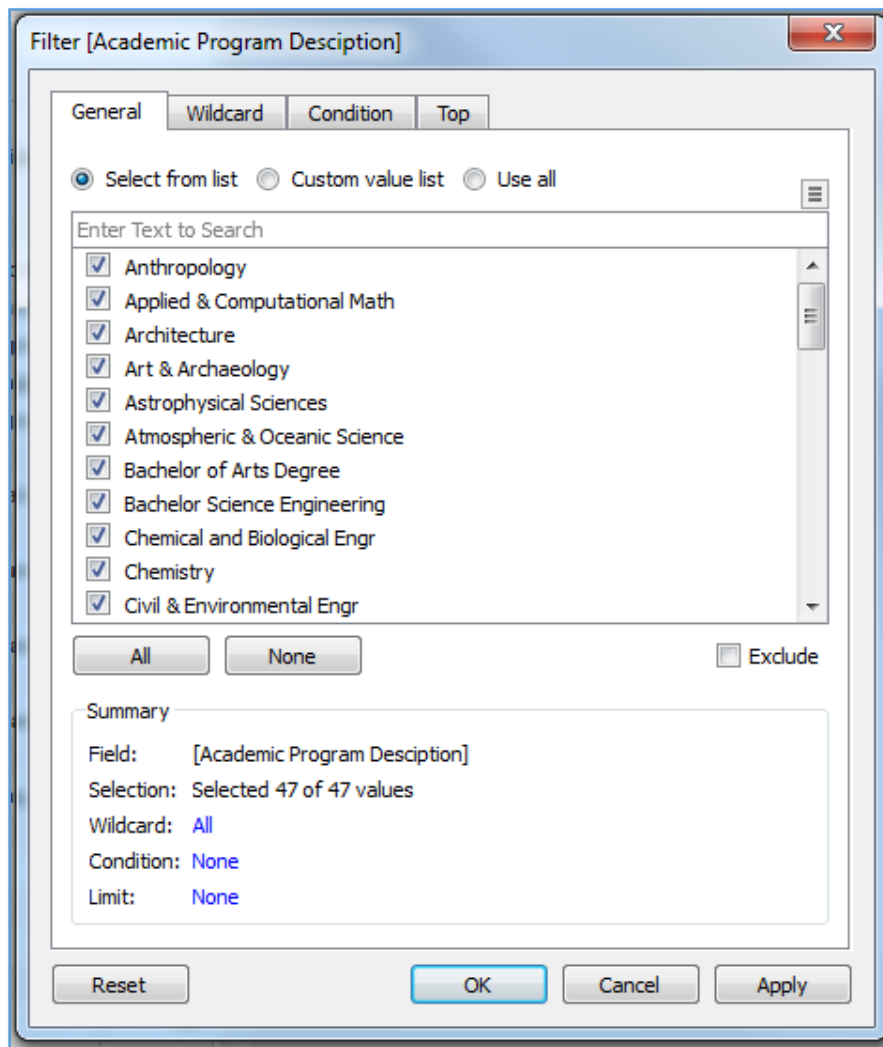 Filter [Academic Program Desciption]
General Wildcard Condition Top
Select from list Custom value list Use all
Enter Text to Search
Anthropology
Applied & Computational Math
Architecture
Art & Archaeology
Astrophysical Sciences
Atmospheric & Oceanic Science
Bachelor of Arts Degree
Bachelor Science Engineering
Chemical and Biological Engr
Chemistry
Civil & Environmental Engr
All None Exclude
Summary
Field: [Academic Program Desciption]
Selection: Selected 47 of 47 values
Wildcard: All
Condition: None
Limit: None
Reset OK Cancel Apply